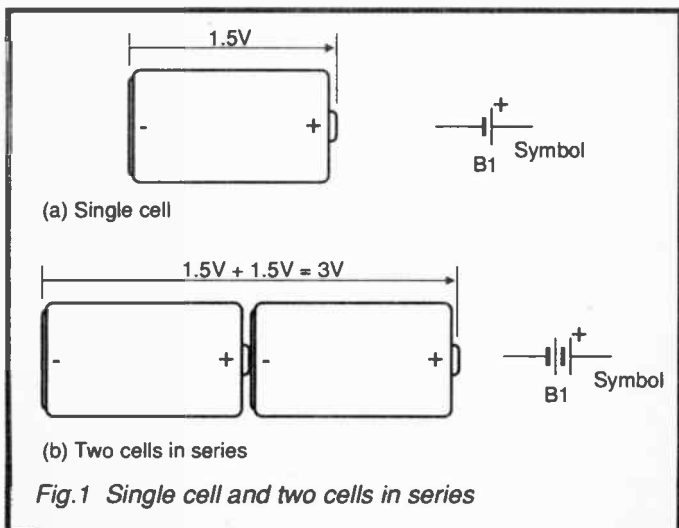 1.5V
- +
+
B1 Symbol
(a) Single cell
1.5V + 1.5V = 3V
- + - +
+
B1 Symbol
(b) Two cells in series
Fig.1 Single cell and two cells in series